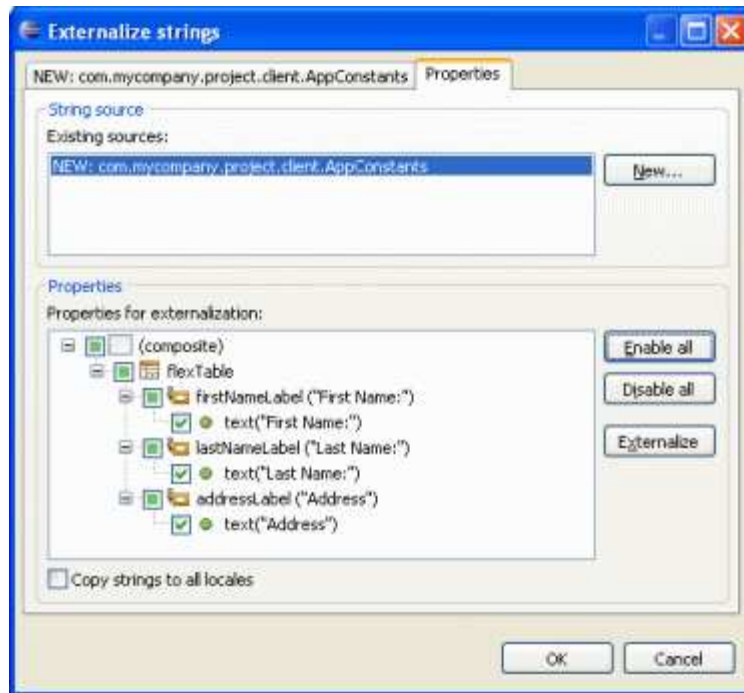 Externalize strings
NEW: com.mycompany.project.client.AppConstants
Properties
String source
Existing sources:
NEW: com.mycompany.project.client.AppConstants
New...
Properties
Properties for externalization:
(composite)
flexTable
firstNameLabel ("First Name:")
text("First Name:")
lastNameLabel ("Last Name:")
text("Last Name:")
addressLabel ("Address")
text("Address")
Enable all
Disable all
Externalize
Copy strings to all locales
OK
Cancel